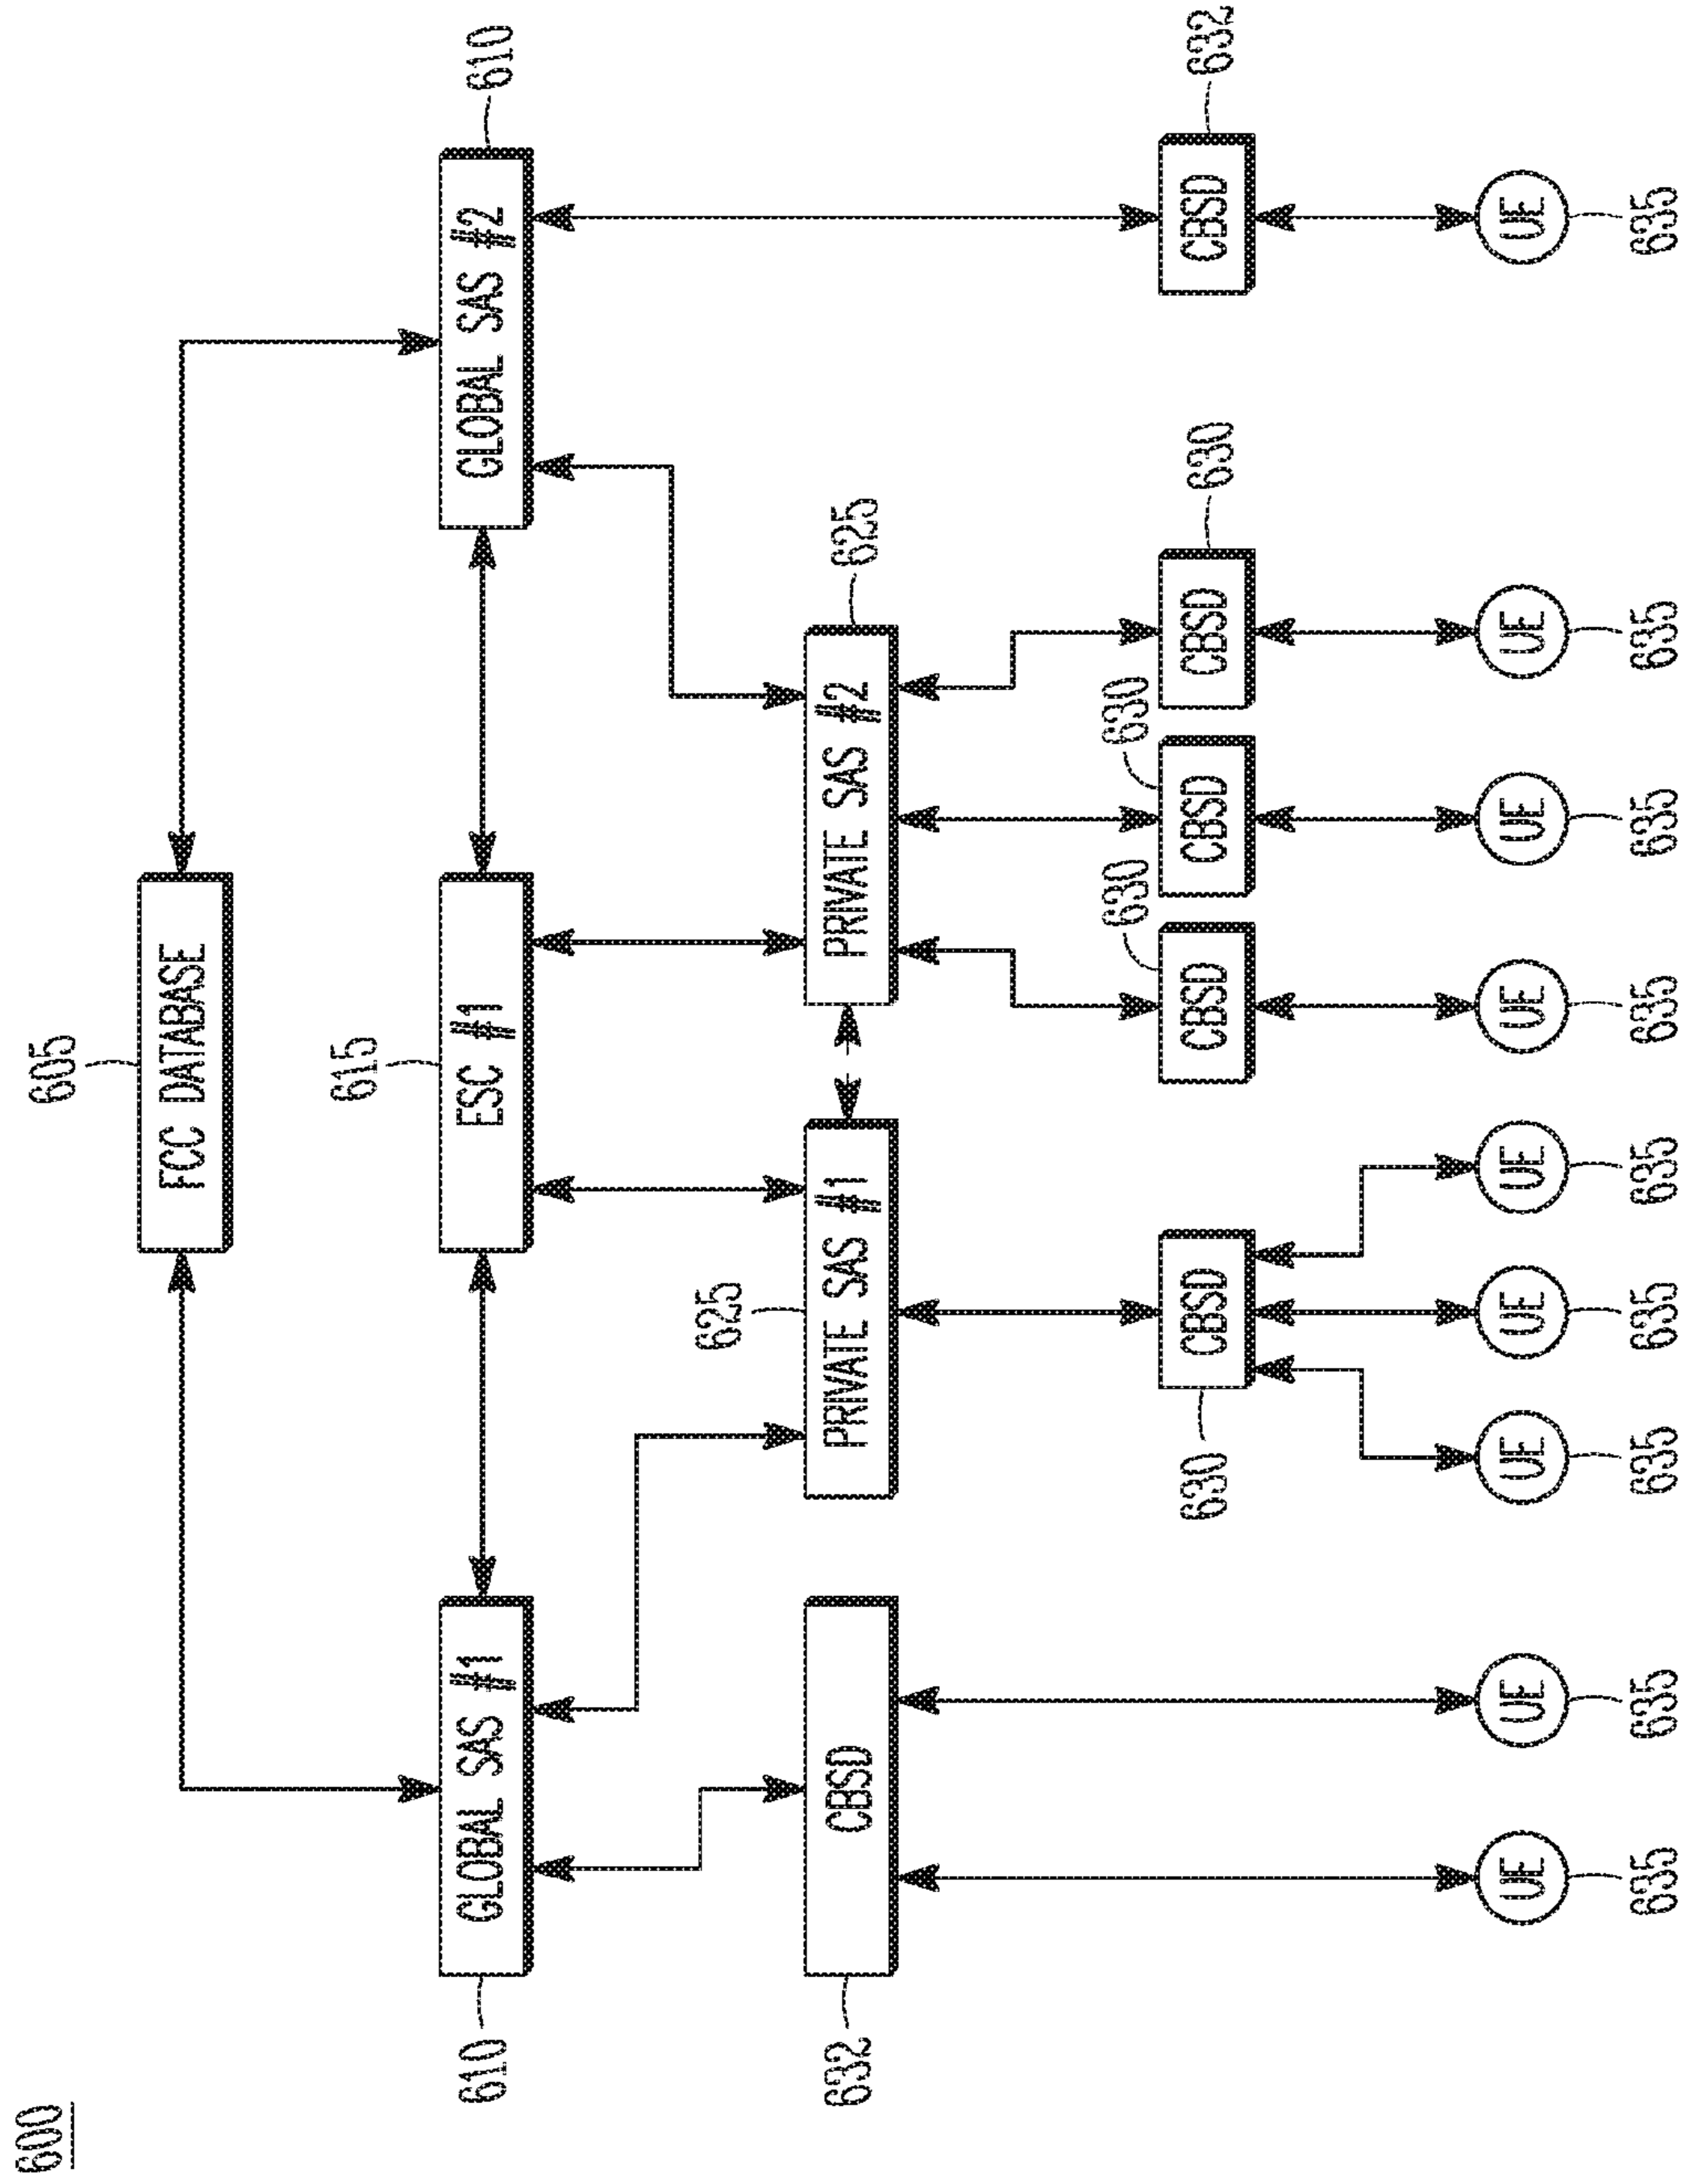 600
605
FCC DATABASE
610
GLOBAL SAS #1
615
ESC #1
GLOBAL SAS #2
610
632
CBSD
625
PRIVATE SAS #1
PRIVATE SAS #2
625
630
CBSD
630
CBSD
630
CBSD
CBSD
630
CBSD
632
UE
UE
UE
UE
UE
UE
UE
UE
UE
635
635
635
635
635
635
635
635
635